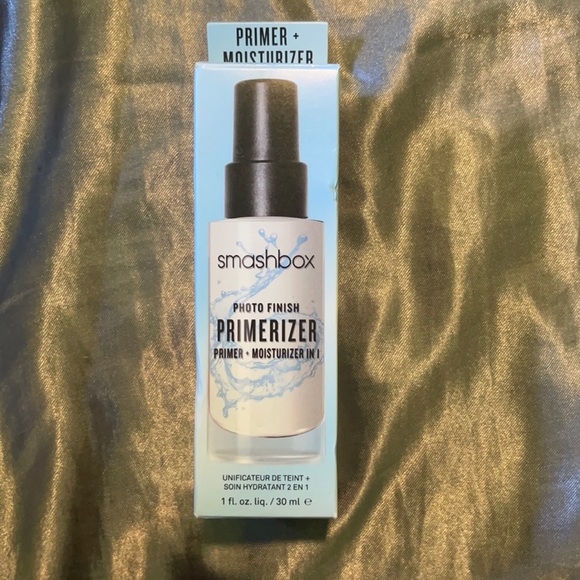 PRIMER +
MOISTURIZER
smashbox
PHOTO FINISH
PRIMERIZER
PRIMER + MOISTURIZER IN 1
UNIFICATEUR DE TEINT +
SOIN HYDRATANT 2 EN 1
1 fl. oz. liq. / 30 ml ℮